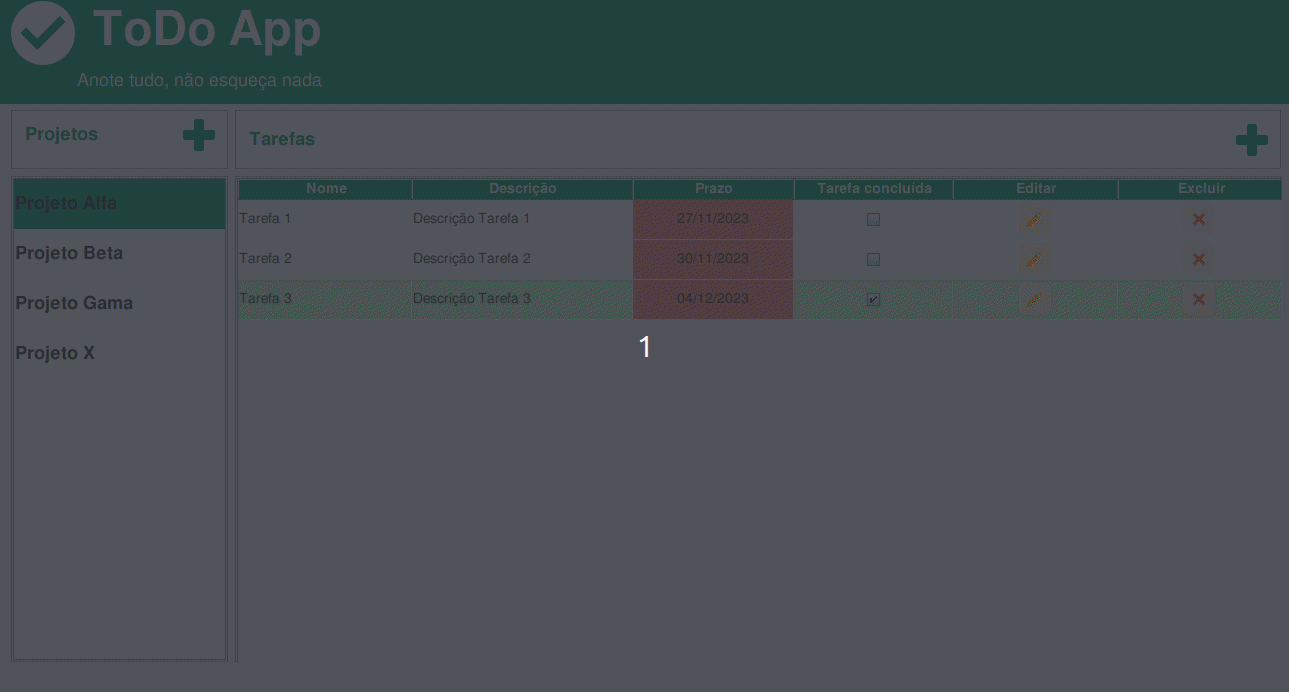 ToDo App
Anote tudo, não esqueça nada
Projetos
Tarefas
Projeto Alfa
Projeto Beta
Projeto Gama
Projeto X
Nome Descrição Prazo Tarefa concluída Editar Excluir
Tarefa 1 Descrição Tarefa 1 27/11/2023
Tarefa 2 Descrição Tarefa 2 30/11/2023
Tarefa 3 Descrição Tarefa 3 04/12/2023
1